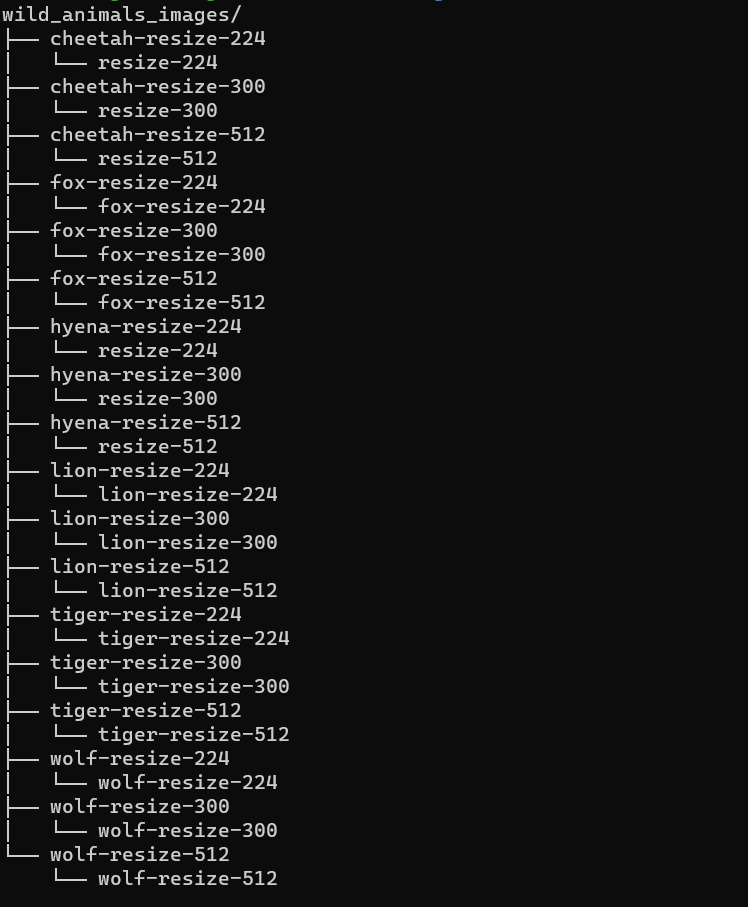 wild_animals_images/
├── cheetah-resize-224
│   └── resize-224
├── cheetah-resize-300
│   └── resize-300
├── cheetah-resize-512
│   └── resize-512
├── fox-resize-224
│   └── fox-resize-224
├── fox-resize-300
│   └── fox-resize-300
├── fox-resize-512
│   └── fox-resize-512
├── hyena-resize-224
│   └── resize-224
├── hyena-resize-300
│   └── resize-300
├── hyena-resize-512
│   └── resize-512
├── lion-resize-224
│   └── lion-resize-224
├── lion-resize-300
│   └── lion-resize-300
├── lion-resize-512
│   └── lion-resize-512
├── tiger-resize-224
│   └── tiger-resize-224
├── tiger-resize-300
│   └── tiger-resize-300
├── tiger-resize-512
│   └── tiger-resize-512
├── wolf-resize-224
│   └── wolf-resize-224
├── wolf-resize-300
│   └── wolf-resize-300
└── wolf-resize-512
    └── wolf-resize-512